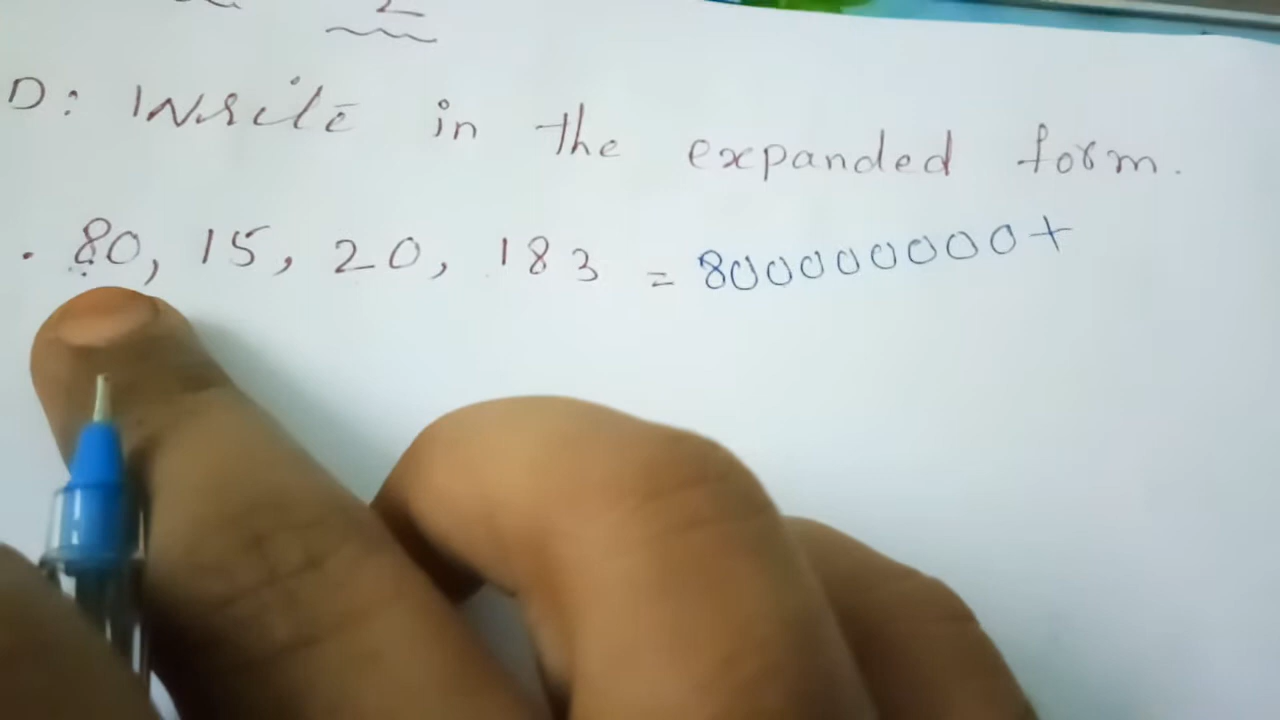 D: Write in the expanded form.
. 80, 15, 20, 183 = 800000000+